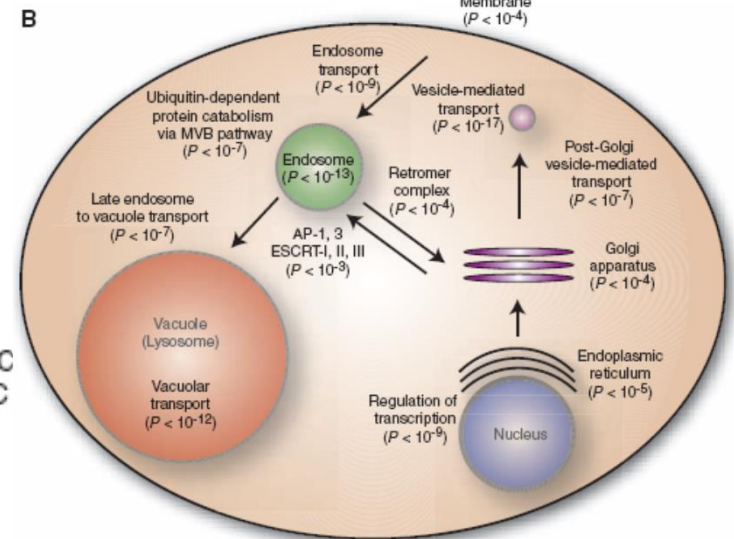 B
Membrane
(P < 10-4)
Endosome
transport
(P < 10-9)
Vesicle-mediated
transport
(P < 10-17)
Ubiquitin-dependent
protein catabolism
via MVB pathway
(P < 10-7)
Post-Golgi
vesicle-mediated
transport
(P < 10-7)
Endosome
(P < 10-13)
Retromer
complex
(P < 10-4)
Late endosome
to vacuole transport
(P < 10-7)
AP-1, 3
ESCRT-I, II, III
(P < 10-3)
Golgi
apparatus
(P < 10-4)
Vacuole
(Lysosome)
Vacuolar
transport
(P < 10-12)
Endoplasmic
reticulum
(P < 10-5)
Regulation of
transcription
(P < 10-9)
Nucleus